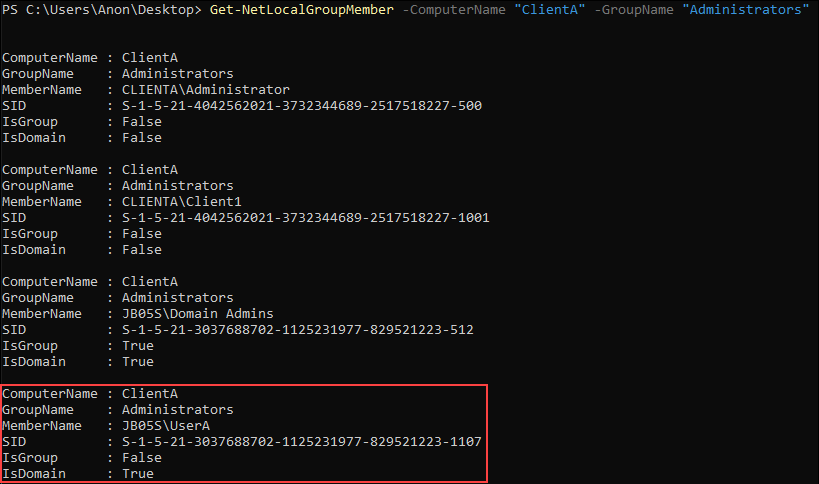 PS C:\Users\Anon\Desktop> Get-NetLocalGroupMember -ComputerName "ClientA" -GroupName "Administrators"
ComputerName : ClientA
GroupName    : Administrators
MemberName   : CLIENTA\Administrator
SID          : S-1-5-21-4042562021-3732344689-2517518227-500
IsGroup      : False
IsDomain     : False
ComputerName : ClientA
GroupName    : Administrators
MemberName   : CLIENTA\Client1
SID          : S-1-5-21-4042562021-3732344689-2517518227-1001
IsGroup      : False
IsDomain     : False
ComputerName : ClientA
GroupName    : Administrators
MemberName   : JB05S\Domain Admins
SID          : S-1-5-21-3037688702-1125231977-829521223-512
IsGroup      : True
IsDomain     : True
ComputerName : ClientA
GroupName    : Administrators
MemberName   : JB05S\UserA
SID          : S-1-5-21-3037688702-1125231977-829521223-1107
IsGroup      : False
IsDomain     : True